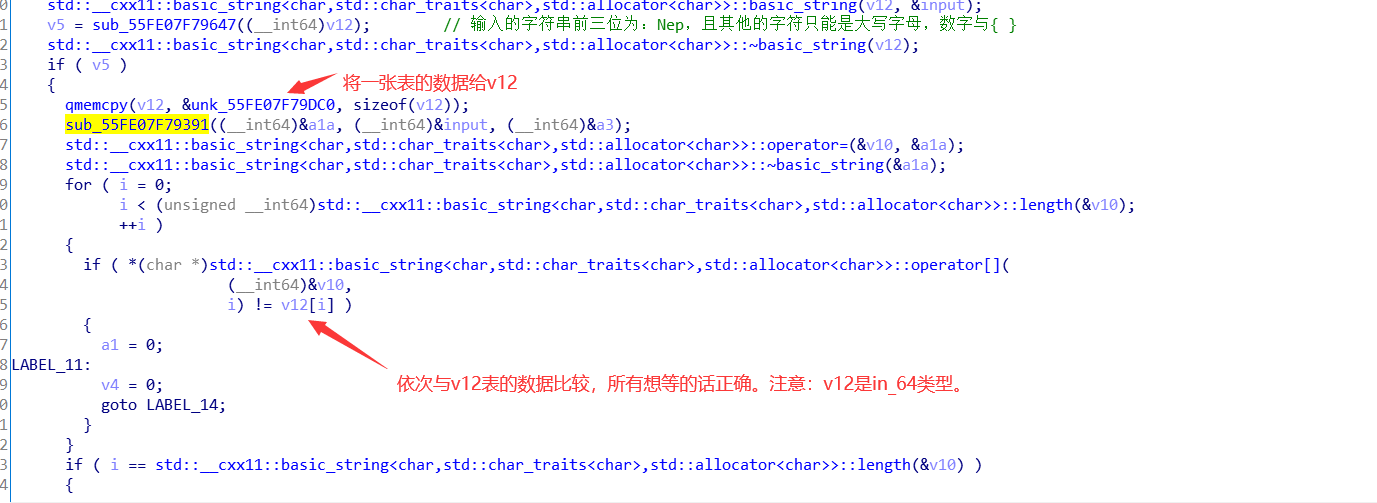 0 std::__cxx11::basic_string<char,std::char_traits<char>,std::allocator<char>>::basic_string(v12, &input);
1 v5 = sub_55FE07F79647((__int64)v12); // 输入的字符串前三位为：Nep，且其他的字符只能是大写字母，数字与{ }
2 std::__cxx11::basic_string<char,std::char_traits<char>,std::allocator<char>>::~basic_string(v12);
3 if ( v5 )
4 {
将一张表的数据给v12
5 qmemcpy(v12, &unk_55FE07F79DC0, sizeof(v12));
6 sub_55FE07F79391((__int64)&a1a, (__int64)&input, (__int64)&a3);
7 std::__cxx11::basic_string<char,std::char_traits<char>,std::allocator<char>>::operator=(&v10, &a1a);
8 std::__cxx11::basic_string<char,std::char_traits<char>,std::allocator<char>>::~basic_string(&a1a);
9 for ( i = 0;
0 i < (unsigned __int64)std::__cxx11::basic_string<char,std::char_traits<char>,std::allocator<char>>::length(&v10);
1 ++i )
2 {
3 if ( *(char *)std::__cxx11::basic_string<char,std::char_traits<char>,std::allocator<char>>::operator[](
4 (__int64)&v10,
5 i) != v12[i] )
6 {
7 a1 = 0;
8 LABEL_11:
依次与v12表的数据比较，所有想等的话正确。注意：v12是in_64类型。
9 v4 = 0;
0 goto LABEL_14;
1 }
2 }
3 if ( i == std::__cxx11::basic_string<char,std::char_traits<char>,std::allocator<char>>::length(&v10) )
4 {